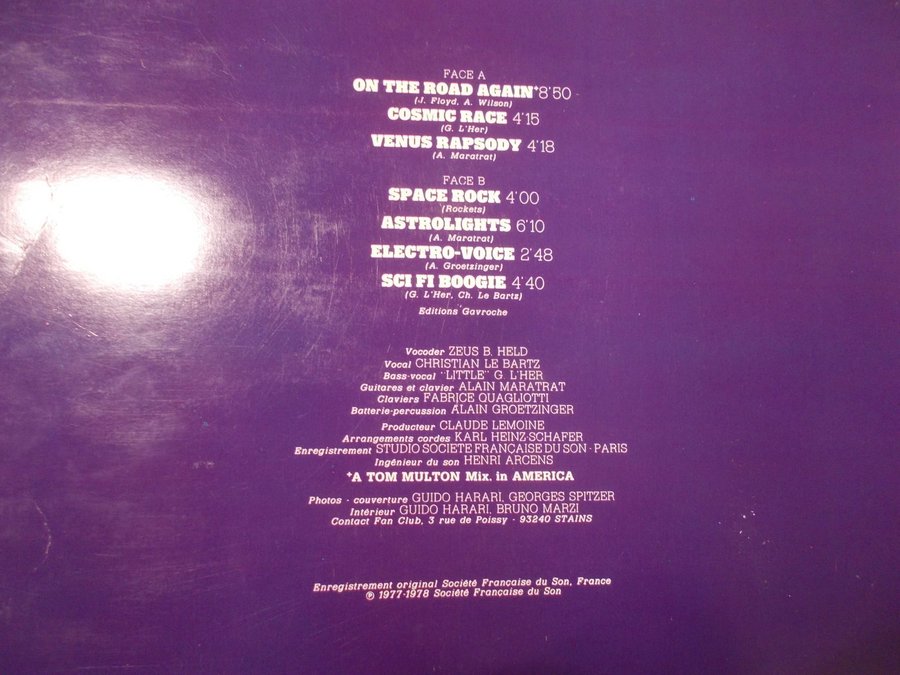 FACE A
ON THE ROAD AGAIN+8'50
(J. Floyd, A. Wilson)
COSMIC RACE 4'15
(G. L'Her)
VENUS RAPSODY 4'18
(A. Maratrat)
FACE B
SPACE ROCK 4'00
(Rockets)
ASTROLIGHTS 6'10
(A. Maratrat)
ELECTRO-VOICE 2'48
(A. Groetzinger)
SCI FI BOOGIE 4'40
(G. L'Her, Ch. Le Bartz)
Editions Gavroche
Vocoder ZEUS B. HELD
Vocal CHRISTIAN LE BARTZ
Bass-vocal "LITTLE" G. L'HER
Guitares et clavier ALAIN MARATRAT
Claviers FABRICE QUAGLIOTTI
Batterie-percussion ALAIN GROETZINGER
Producteur CLAUDE LEMOINE
Arrangements cordes KARL HEINZ-SCHAFER
Enregistrement STUDIO SOCIETE FRANÇAISE DU SON - PARIS
Ingénieur du son HENRI ARCENS
+A TOM MULTON Mix. in AMERICA
Photos - couverture GUIDO HARARI, GEORGES SPITZER
Intérieur GUIDO HARARI, BRUNO MARZI
Contact Fan Club, 3 rue de Poissy - 93240 STAINS
Enregistrement original Société Française du Son, France
℗ 1977-1978 Société Française du Son